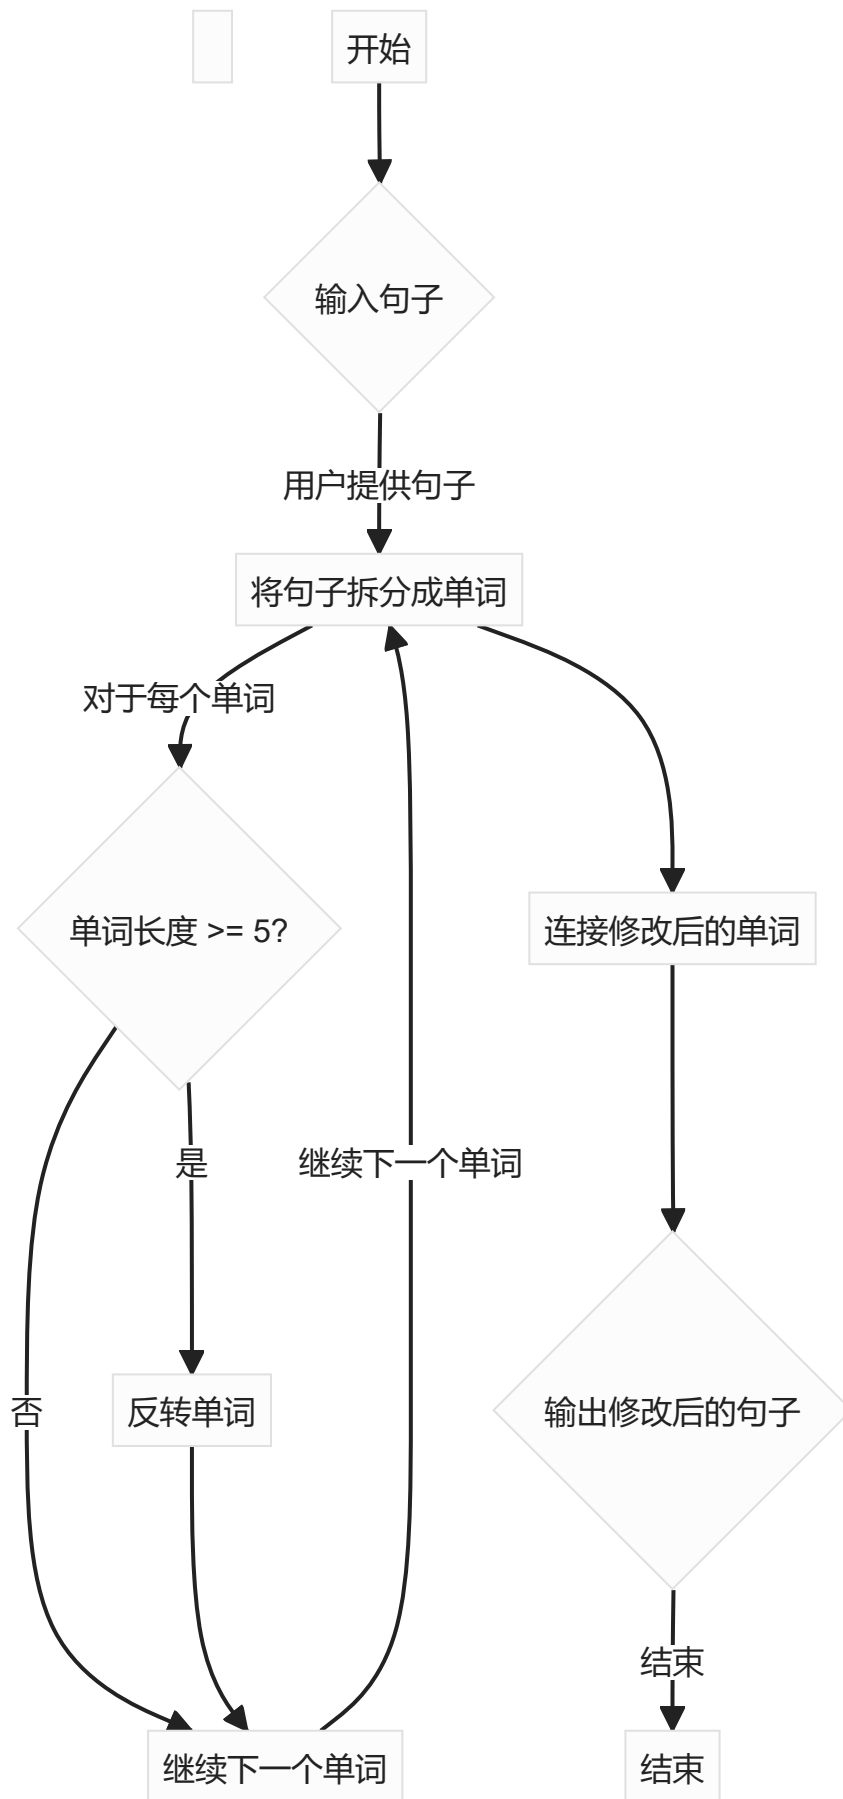 开始
输入句子
用户提供句子
将句子拆分成单词
对于每个单词
单词长度 >= 5?
连接修改后的单词
是
继续下一个单词
否
反转单词
输出修改后的句子
结束
继续下一个单词
结束